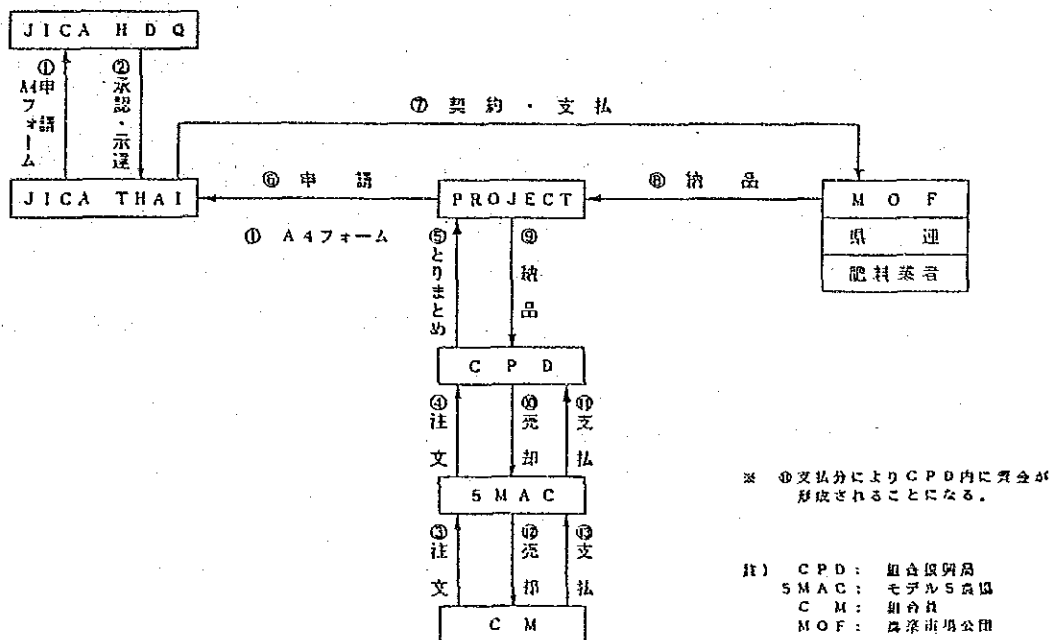 JICA HDQ
①申請
A4フォーム
②承認・示達
⑦ 契約・支払
JICA THAI
⑥ 申請
PROJECT
⑧ 納品
MOF
県連
肥料業者
① A4フォーム
⑤とりまとめ
⑨納品
CPD
④注文
⑩売却
⑪支払
5MAC
③注文
⑫売却
⑬支払
CM
※ ⑪支払分によりCPD内に資金が
形成されることになる。
註) CPD: 組合振興局
5MAC: モデル5農協
CM: 組合員
MOF: 農業市場公団